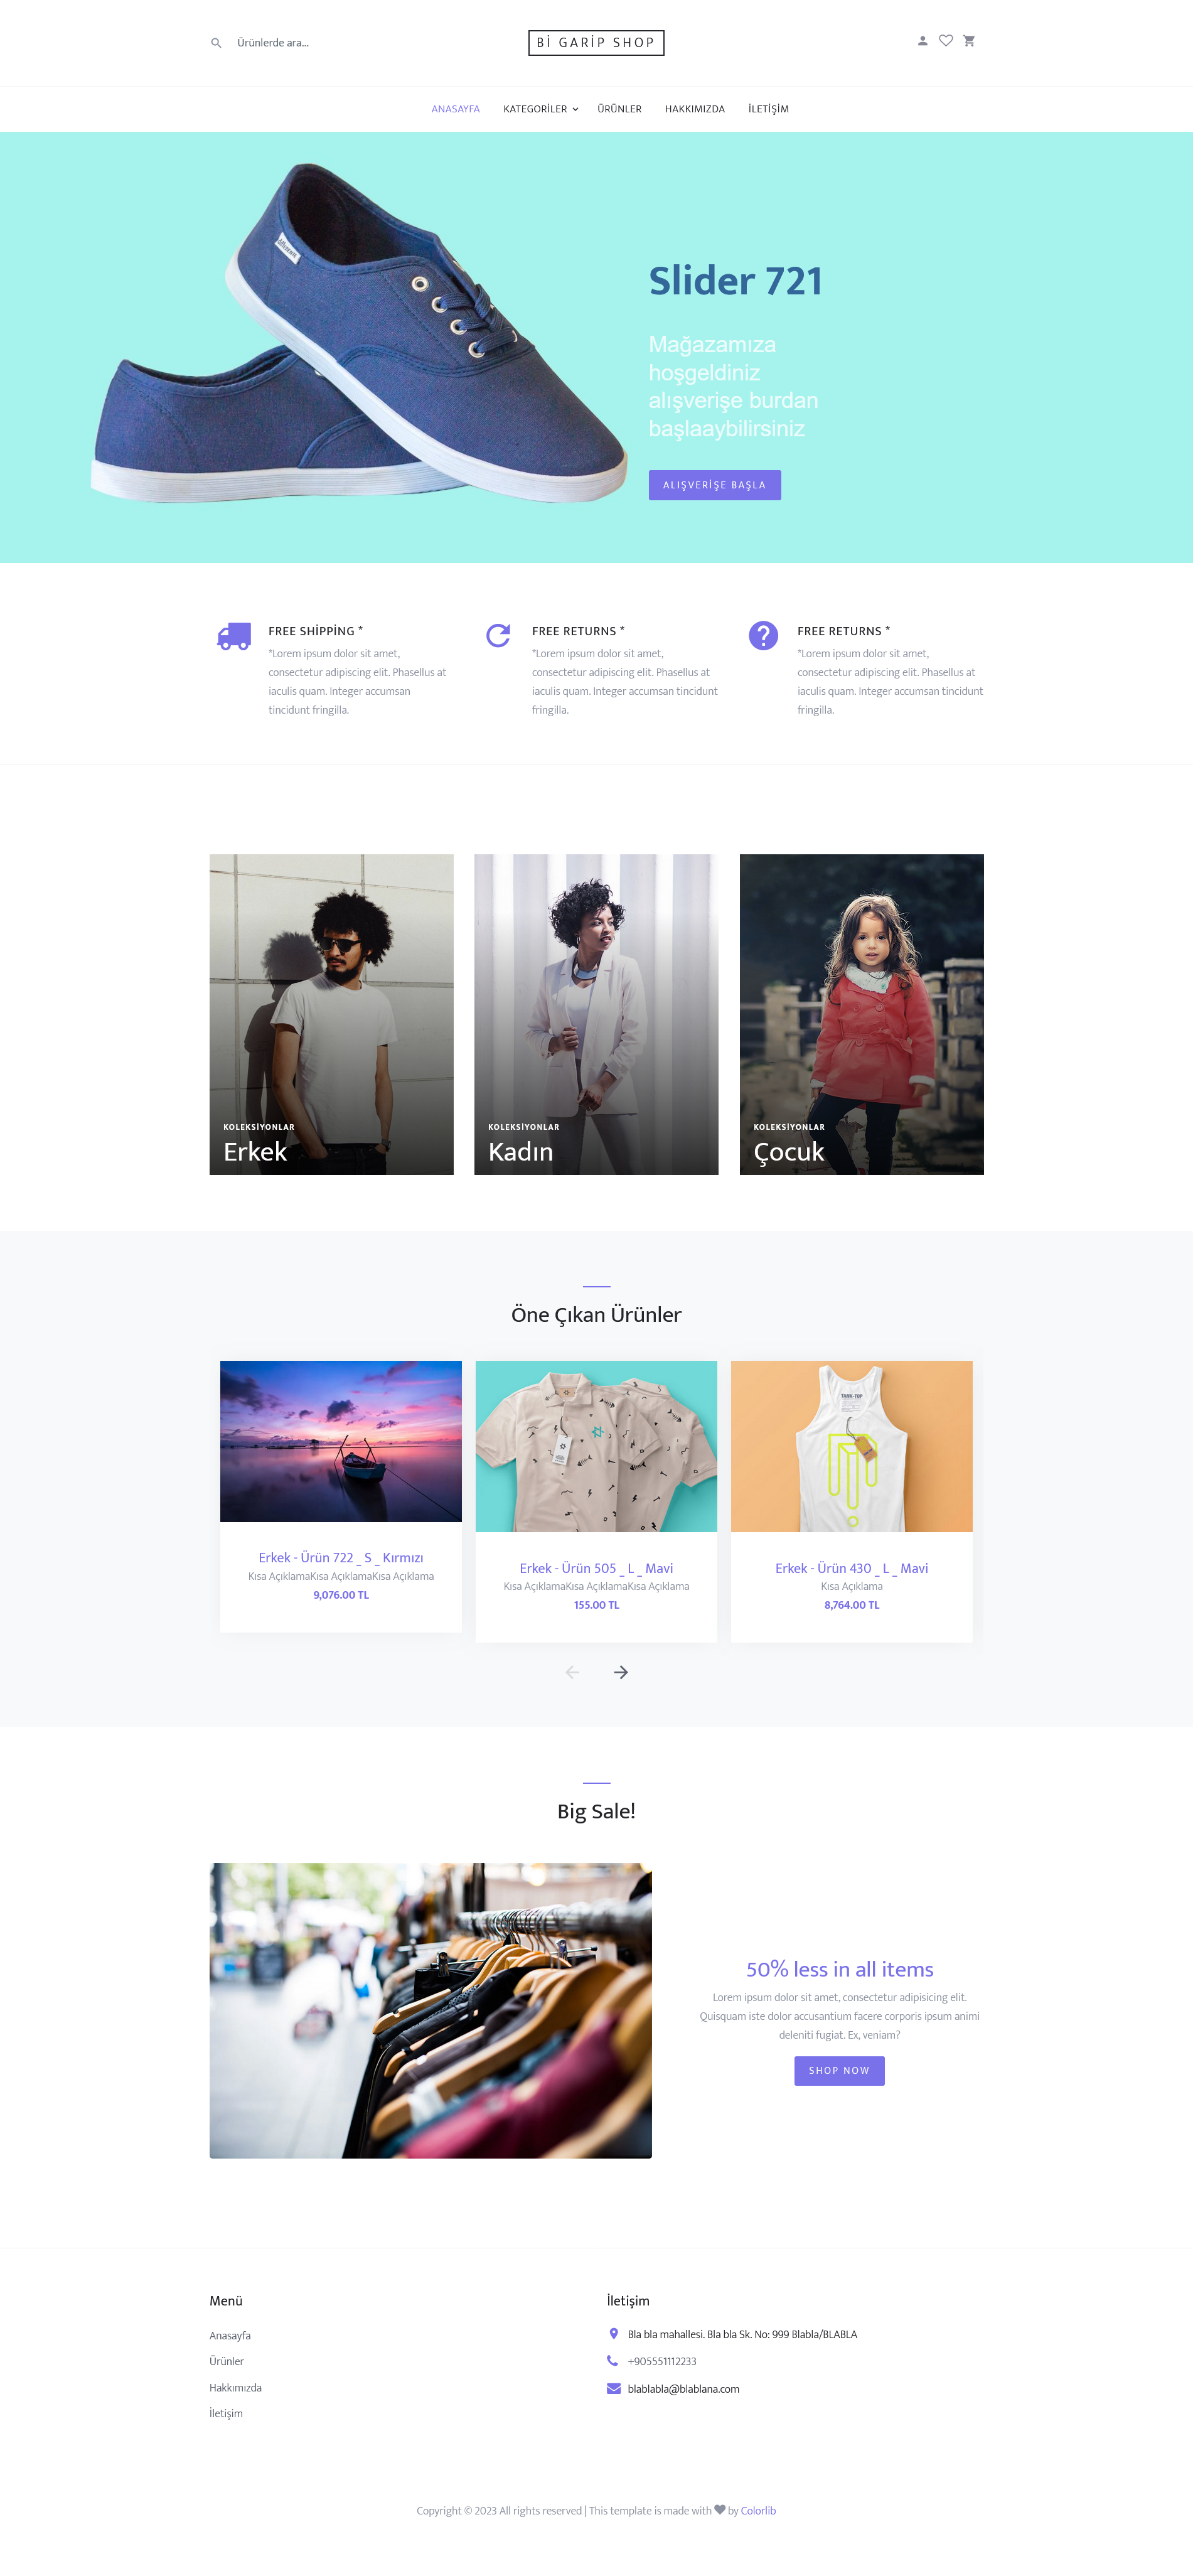 Ürünlerde ara...
Bİ GARİP SHOP
ANASAYFA KATEGORİLER ÜRÜNLER HAKKIMIZDA İLETİŞİM
Slider 721
Mağazamıza
hoşgeldiniz
alışverişe burdan
başlaaybilirsiniz
ALIŞVERİŞE BAŞLA
FREE SHİPPİNG *
*Lorem ipsum dolor sit amet,
consectetur adipiscing elit. Phasellus at
iaculis quam. Integer accumsan
tincidunt fringilla.
FREE RETURNS *
*Lorem ipsum dolor sit amet,
consectetur adipiscing elit. Phasellus at
iaculis quam. Integer accumsan tincidunt
fringilla.
FREE RETURNS *
*Lorem ipsum dolor sit amet,
consectetur adipiscing elit. Phasellus at
iaculis quam. Integer accumsan tincidunt
fringilla.
KOLEKSİYONLAR
Erkek
KOLEKSİYONLAR
Kadın
KOLEKSİYONLAR
Çocuk
Öne Çıkan Ürünler
Erkek - Ürün 722 _ S _ Kırmızı
Kısa AçıklamaKısa AçıklamaKısa Açıklama
9,076.00 TL
Erkek - Ürün 505 _ L _ Mavi
Kısa AçıklamaKısa AçıklamaKısa Açıklama
155.00 TL
TANK-TOP
Erkek - Ürün 430 _ L _ Mavi
Kısa Açıklama
8,764.00 TL
Big Sale!
50% less in all items
Lorem ipsum dolor sit amet, consectetur adipisicing elit.
Quisquam iste dolor accusantium facere corporis ipsum animi
deleniti fugiat. Ex, veniam?
SHOP NOW
Menü
Anasayfa
Ürünler
Hakkımızda
İletişim
İletişim
Bla bla mahallesi. Bla bla Sk. No: 999 Blabla/BLABLA
+905551112233
blablabla@blablana.com
Copyright © 2023 All rights reserved | This template is made with by Colorlib